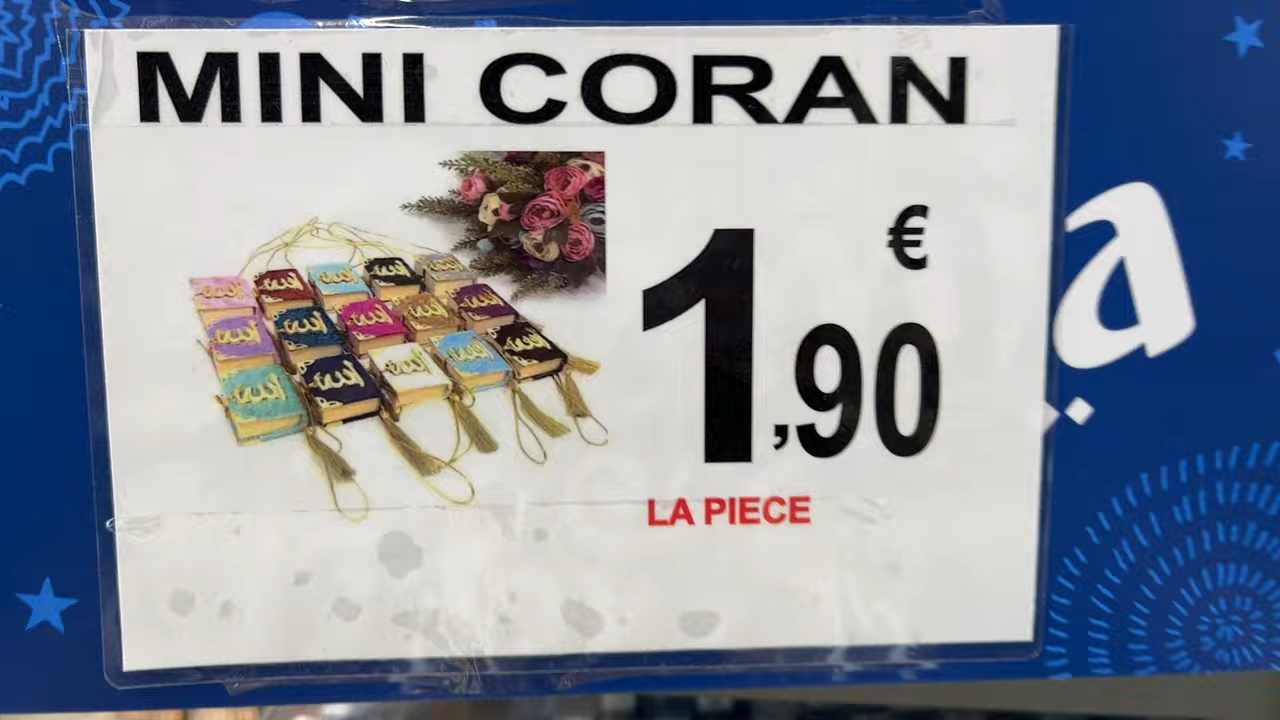 MINI CORAN
€
1,90
LA PIECE
a